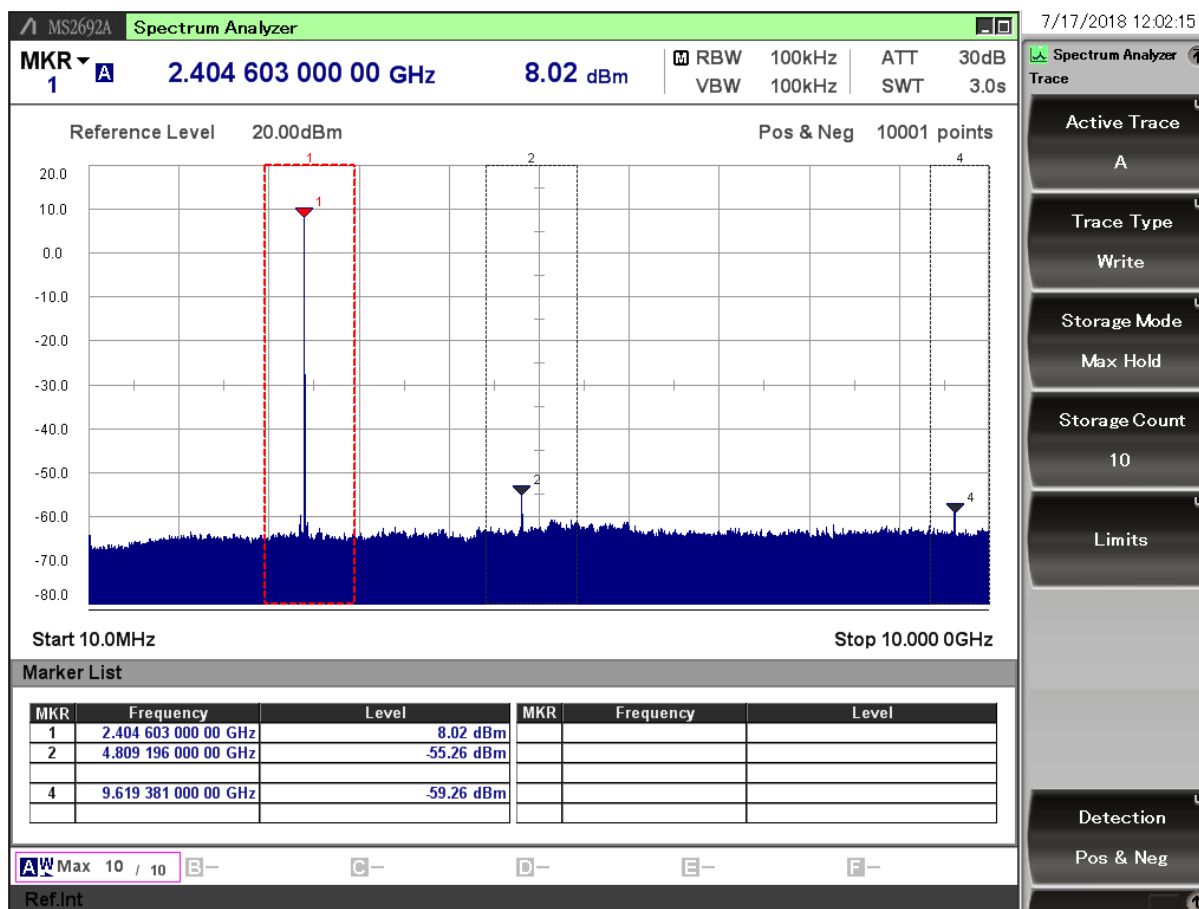 MS2692A Spectrum Analyzer
7/17/2018 12:02:15
MKR
1
A
2.404 603 000 00 GHz
8.02 dBm
M RBW 100kHz
VBW 100kHz
ATT 30dB
SWT 3.0s
Reference Level 20.00dBm
Pos & Neg 10001 points
1
2
4
20.0
10.0
0.0
-10.0
-20.0
-30.0
-40.0
-50.0
-60.0
-70.0
-80.0
1
2
4
Start 10.0MHz
Stop 10.000 0GHz
Marker List
MKR Frequency Level MKR Frequency Level
1 2.404 603 000 00 GHz 8.02 dBm
2 4.809 196 000 00 GHz -55.26 dBm
4 9.619 381 000 00 GHz -59.26 dBm
A W Max 10 / 10 B- C- D- E- F-
Ref.Int
Spectrum Analyzer
Trace
Active Trace
A
Trace Type
Write
Storage Mode
Max Hold
Storage Count
10
Limits
Detection
Pos & Neg